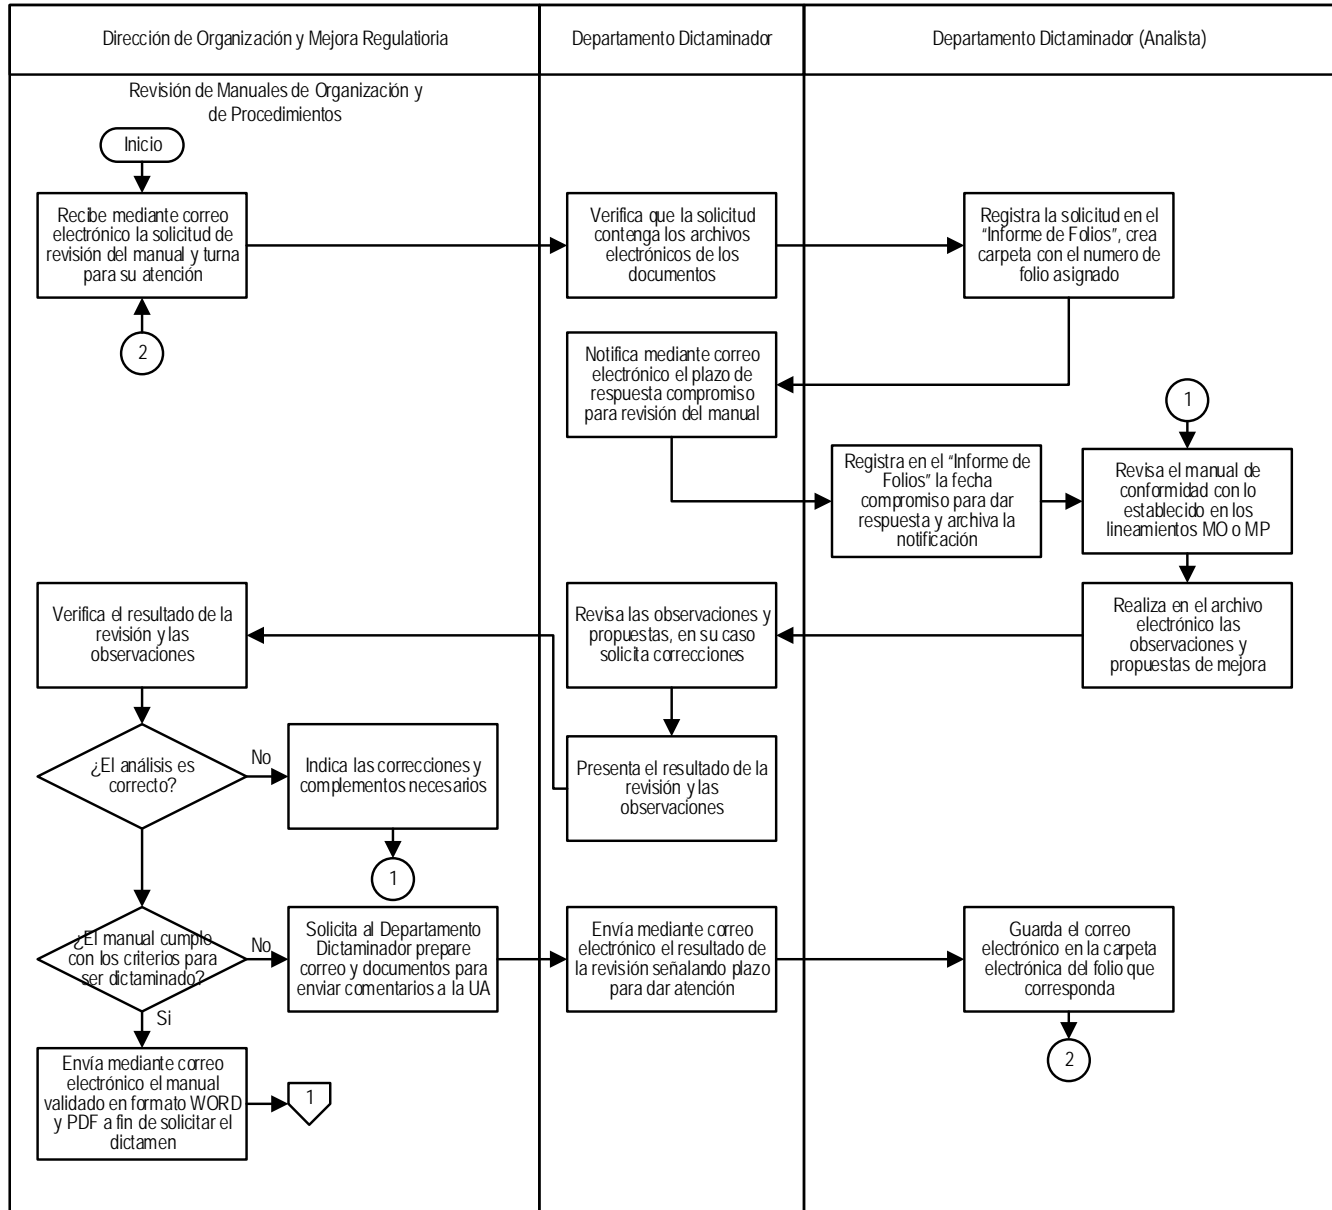 Dirección de Organización y Mejora Regulatioria
Departamento Dictaminador
Departamento Dictaminador (Analista)
Revisión de Manuales de Organización y
de Procedimientos
Inicio
Recibe mediante correo
electrónico la solicitud de
revisión del manual y turna
para su atención
Verifica que la solicitud
contenga los archivos
electrónicos de los
documentos
Registra la solicitud en el
“Informe de Folios”, crea
carpeta con el numero de
folio asignado
2
Notifica mediante correo
electrónico el plazo de
respuesta compromiso
para revisión del manual
1
Registra en el “Informe de
Folios” la fecha
compromiso para dar
respuesta y archiva la
notificación
Revisa el manual de
conformidad con lo
establecido en los
lineamientos MO o MP
Verifica el resultado de la
revisión y las
observaciones
Revisa las observaciones y
propuestas, en su caso
solicita correcciones
Realiza en el archivo
electrónico las
observaciones y
propuestas de mejora
¿El análisis es
correcto?
No
Indica las correcciones y
complementos necesarios
Presenta el resultado de la
revisión y las
observaciones
1
¿El manual cumple
con los criterios para
ser dictaminado?
No
Solicita al Departamento
Dictaminador prepare
correo y documentos para
enviar comentarios a la UA
Envía mediante correo
electrónico el resultado de
la revisión señalando plazo
para dar atención
Guarda el correo
electrónico en la carpeta
electrónica del folio que
corresponda
Si
2
Envía mediante correo
electrónico el manual
validado en formato WORD
y PDF a fin de solicitar el
dictamen
1